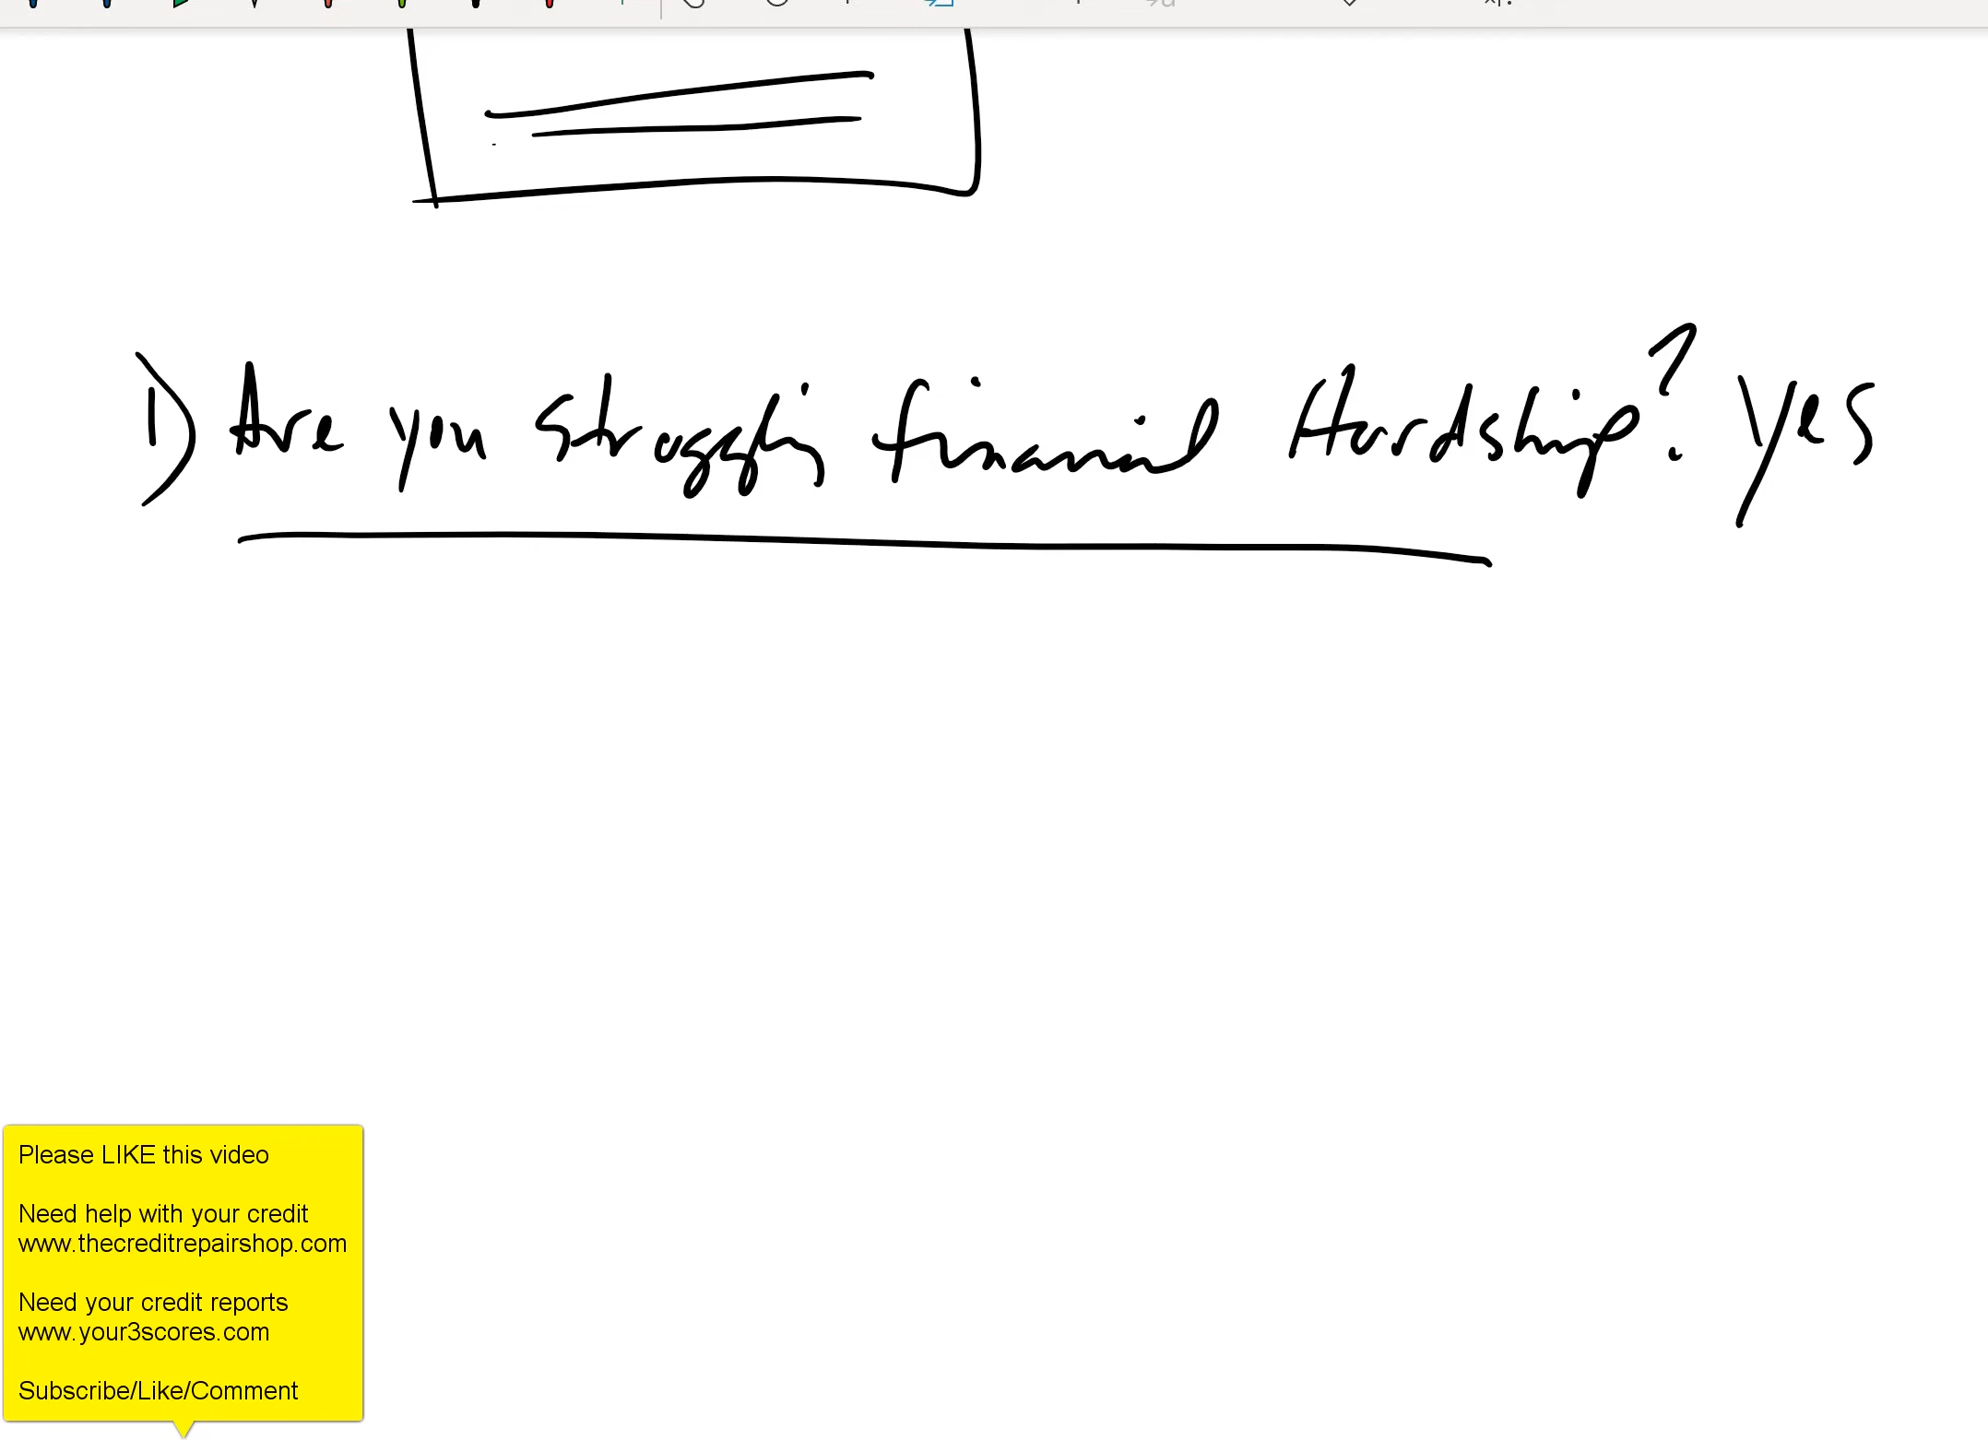 1) Are you struggling financial Hardship? Yes
Please LIKE this video
Need help with your credit
www.thecreditrepairshop.com
Need your credit reports
www.your3scores.com
Subscribe/Like/Comment